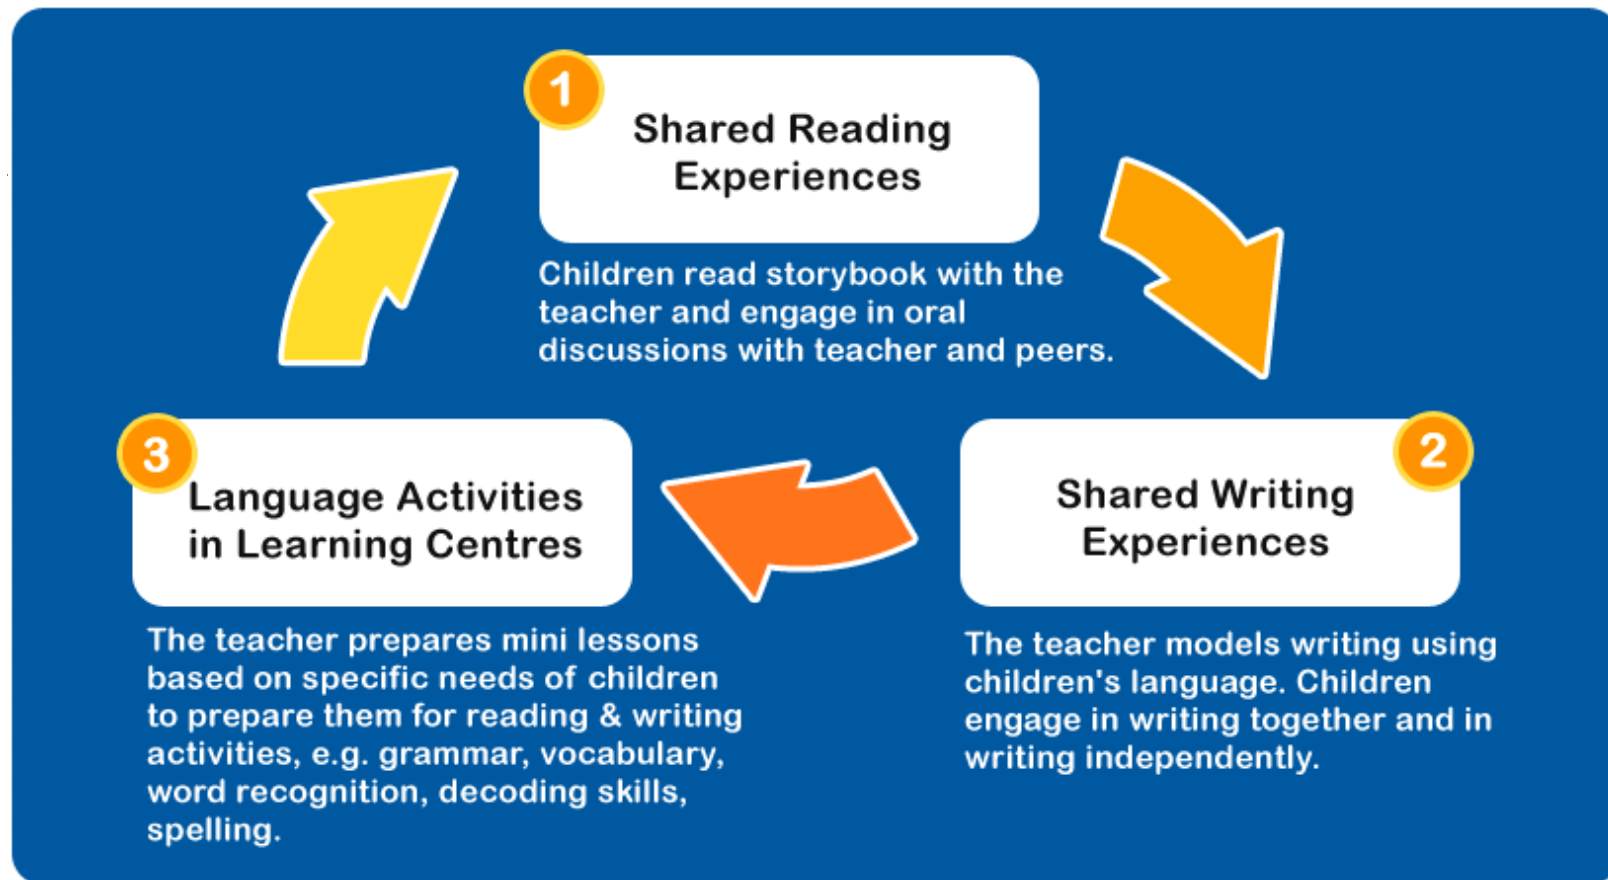 1
Shared Reading
Experiences
Children read storybook with the
teacher and engage in oral
discussions with teacher and peers.
2
Shared Writing
Experiences
The teacher models writing using
children's language. Children
engage in writing together and in
writing independently.
3
Language Activities
in Learning Centres
The teacher prepares mini lessons
based on specific needs of children
to prepare them for reading & writing
activities, e.g. grammar, vocabulary,
word recognition, decoding skills,
spelling.